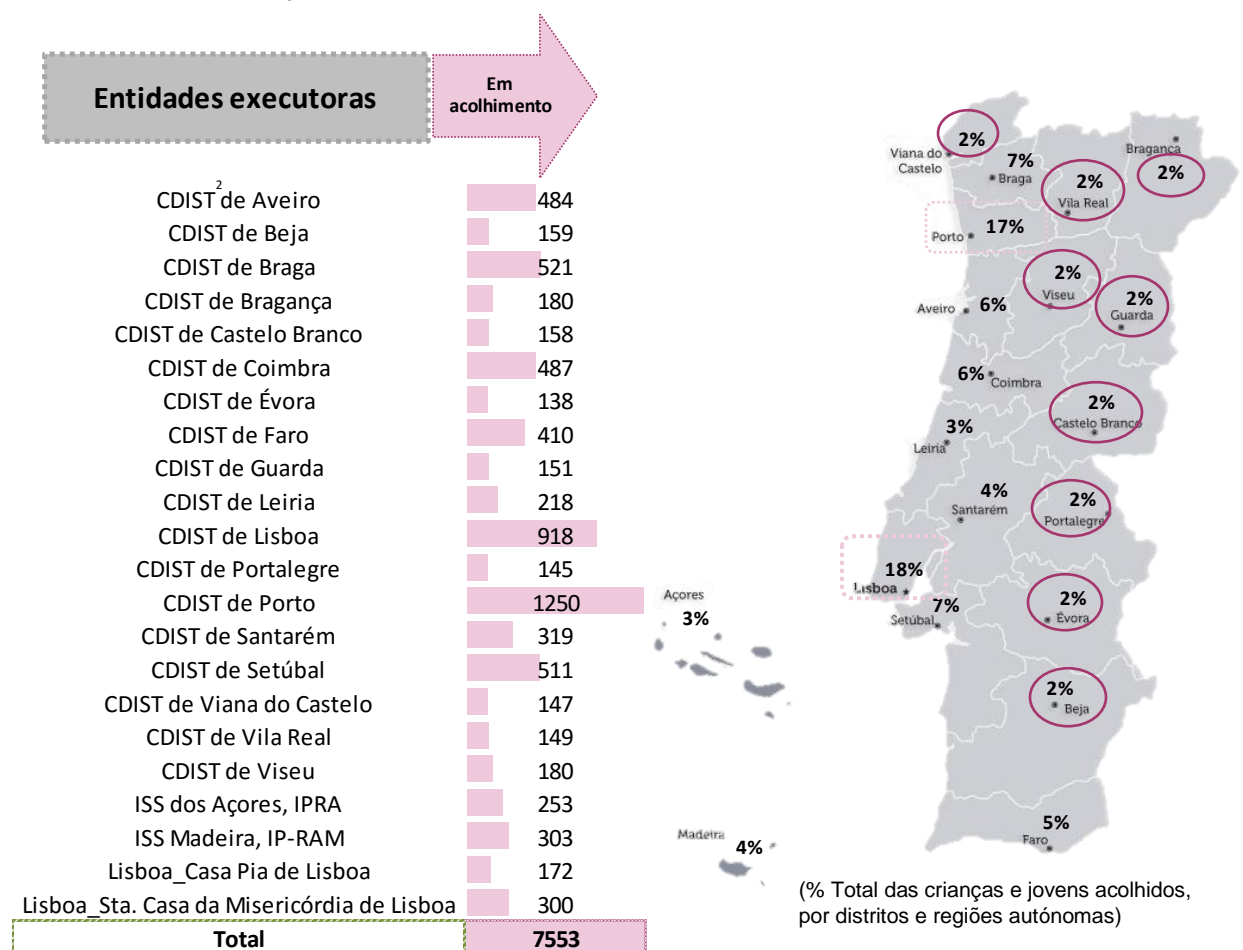 Entidades executoras
Em
acolhimento
CDIST2 de Aveiro 484
CDIST de Beja 159
CDIST de Braga 521
CDIST de Bragança 180
CDIST de Castelo Branco 158
CDIST de Coimbra 487
CDIST de Évora 138
CDIST de Faro 410
CDIST de Guarda 151
CDIST de Leiria 218
CDIST de Lisboa 918
CDIST de Portalegre 145
CDIST de Porto 1250
CDIST de Santarém 319
CDIST de Setúbal 511
CDIST de Viana do Castelo 147
CDIST de Vila Real 149
CDIST de Viseu 180
ISS dos Açores, IPRA 253
ISS Madeira, IP-RAM 303
Lisboa_Casa Pia de Lisboa 172
Lisboa_Sta. Casa da Misericórdia de Lisboa 300
Total 7553
Açores
3%
Madeira
4%
2%
Viana do
Castelo
7%
Braga
Bragança
2%
2%
Vila Real
17%
Porto
2%
Viseu
2%
Guarda
Aveiro 6%
6% Coimbra
2%
Castelo Branco
3%
Leiria
4%
Santarém
2%
Portalegre
18%
Lisboa
7%
Setúbal
2%
Évora
2%
Beja
5%
Faro
(% Total das crianças e jovens acolhidos,
por distritos e regiões autónomas)